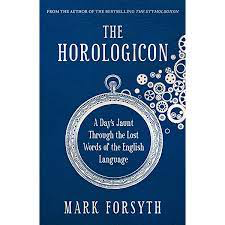 FROM THE AUTHOR OF THE BESTSELLING THE ETYMOLOGICON
THE
HOROLOGICON
A Day's Jaunt
Through the Lost
Words of the English
Language
MARK FORSYTH